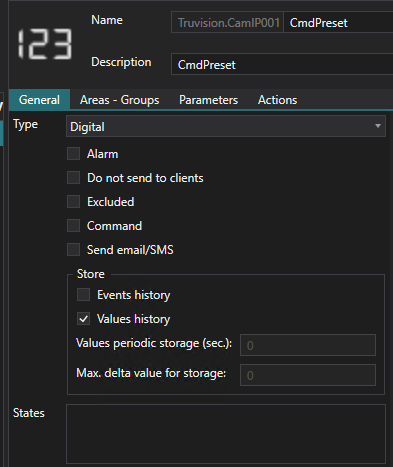 123
Name Truvision.CamIP001 CmdPreset
Description CmdPreset
General Areas - Groups Parameters Actions
Type Digital
Alarm
Do not send to clients
Excluded
Command
Send email/SMS
Store
Events history
Values history
Values periodic storage (sec.): 0
Max. delta value for storage: 0
States